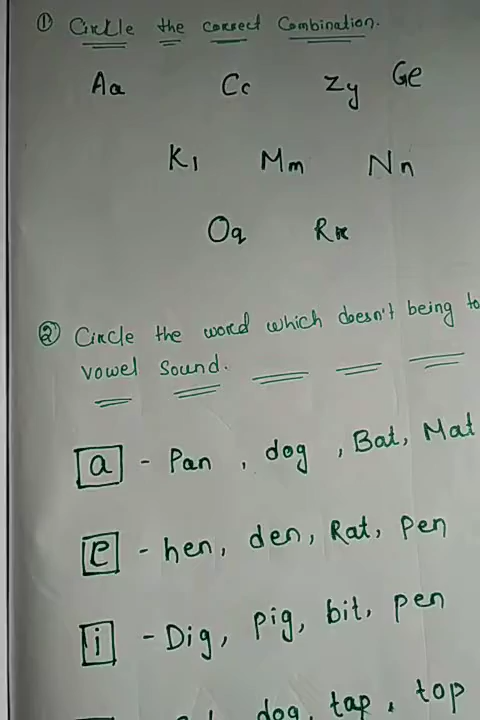 ① Circle the correct Combination.
Aa Cc Zy Ge
K1 Mm Nn
Oq Rr
② Circle the word which doesn't being to
vowel Sound.
a - Pan , dog , Bat, Mat
e - hen, den, Rat, pen
i - Dig, pig, bit, pen
dog, tap, top